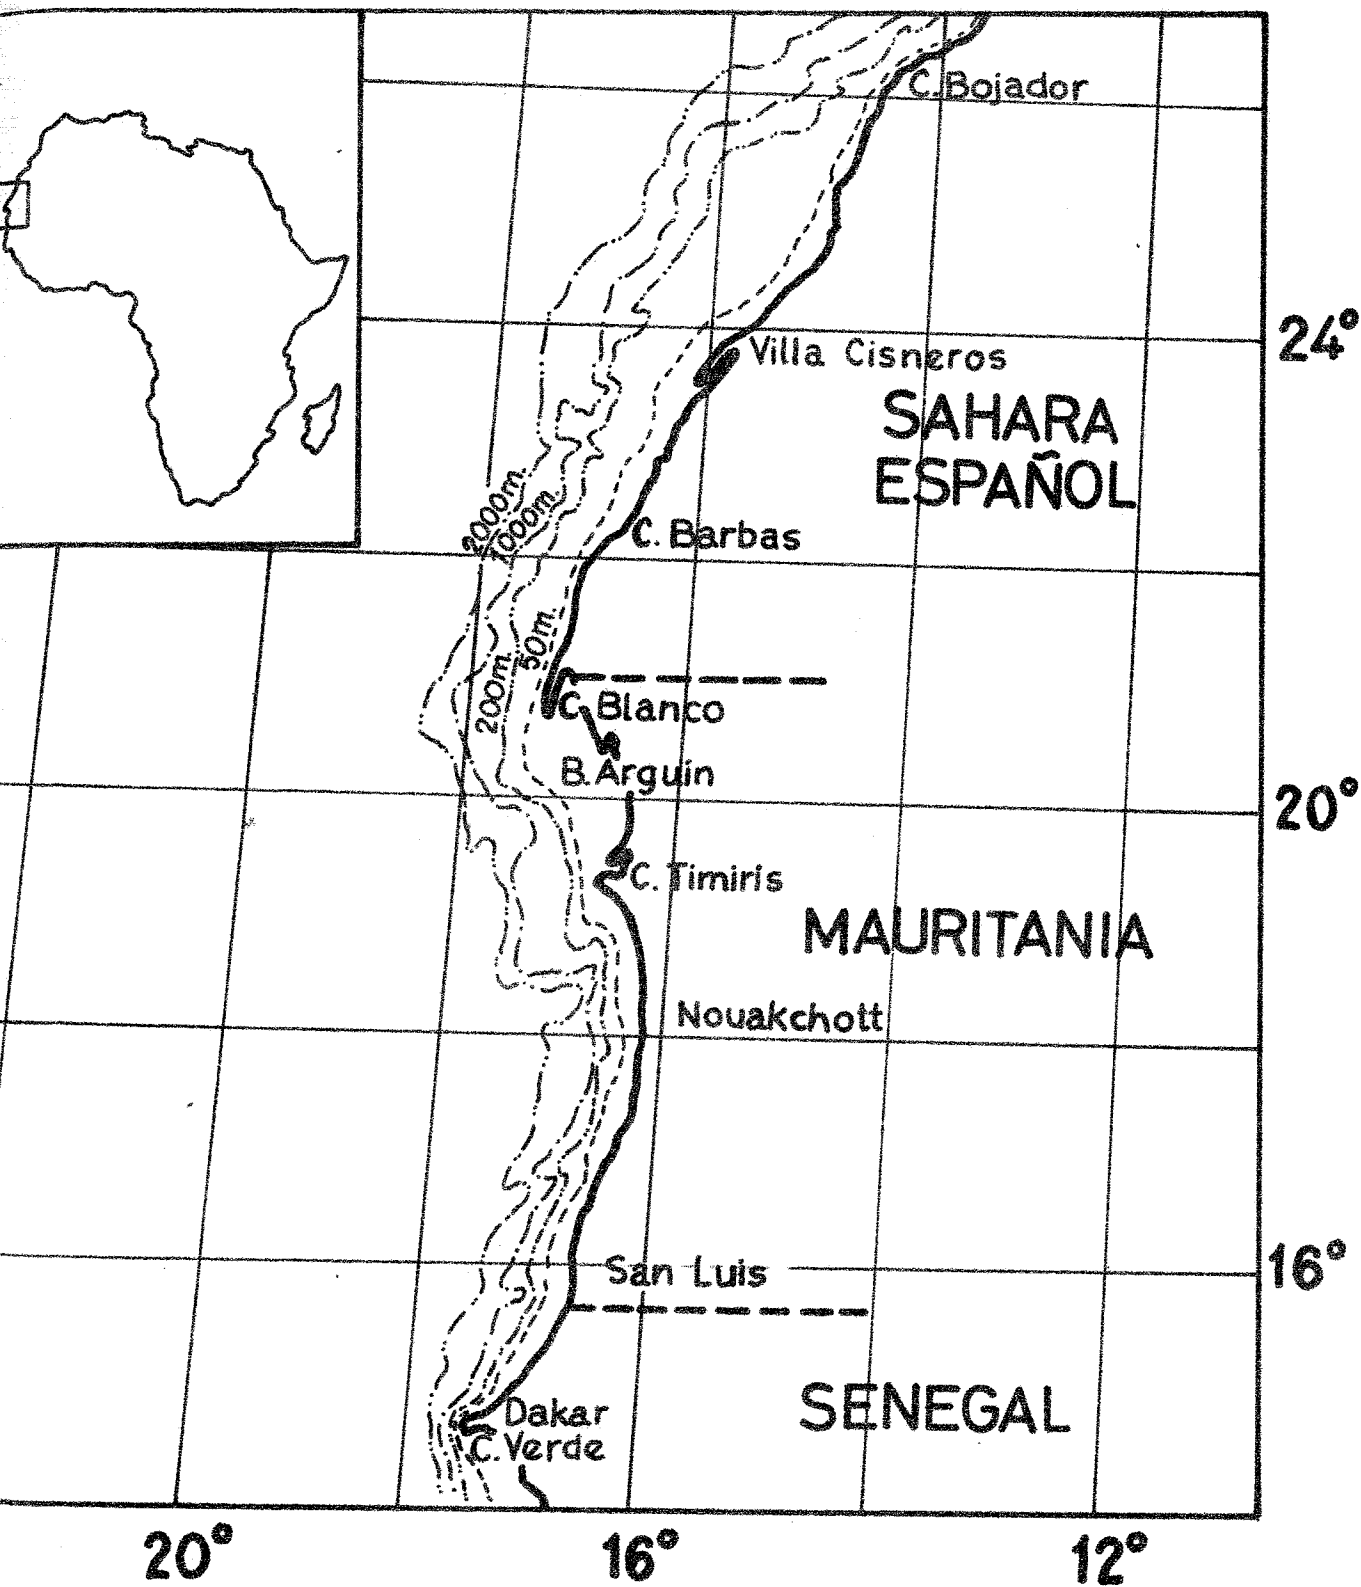 C. Bojador
24°
Villa Cisneros
SAHARA
ESPAÑOL
2000m.
1000m.
C. Barbas
50m.
200m.
C. Blanco
B. Arguin
20°
C. Timiris
MAURITANIA
Nouakchott
16°
San Luis
SENEGAL
Dakar
C. Verde
20°
16°
12°